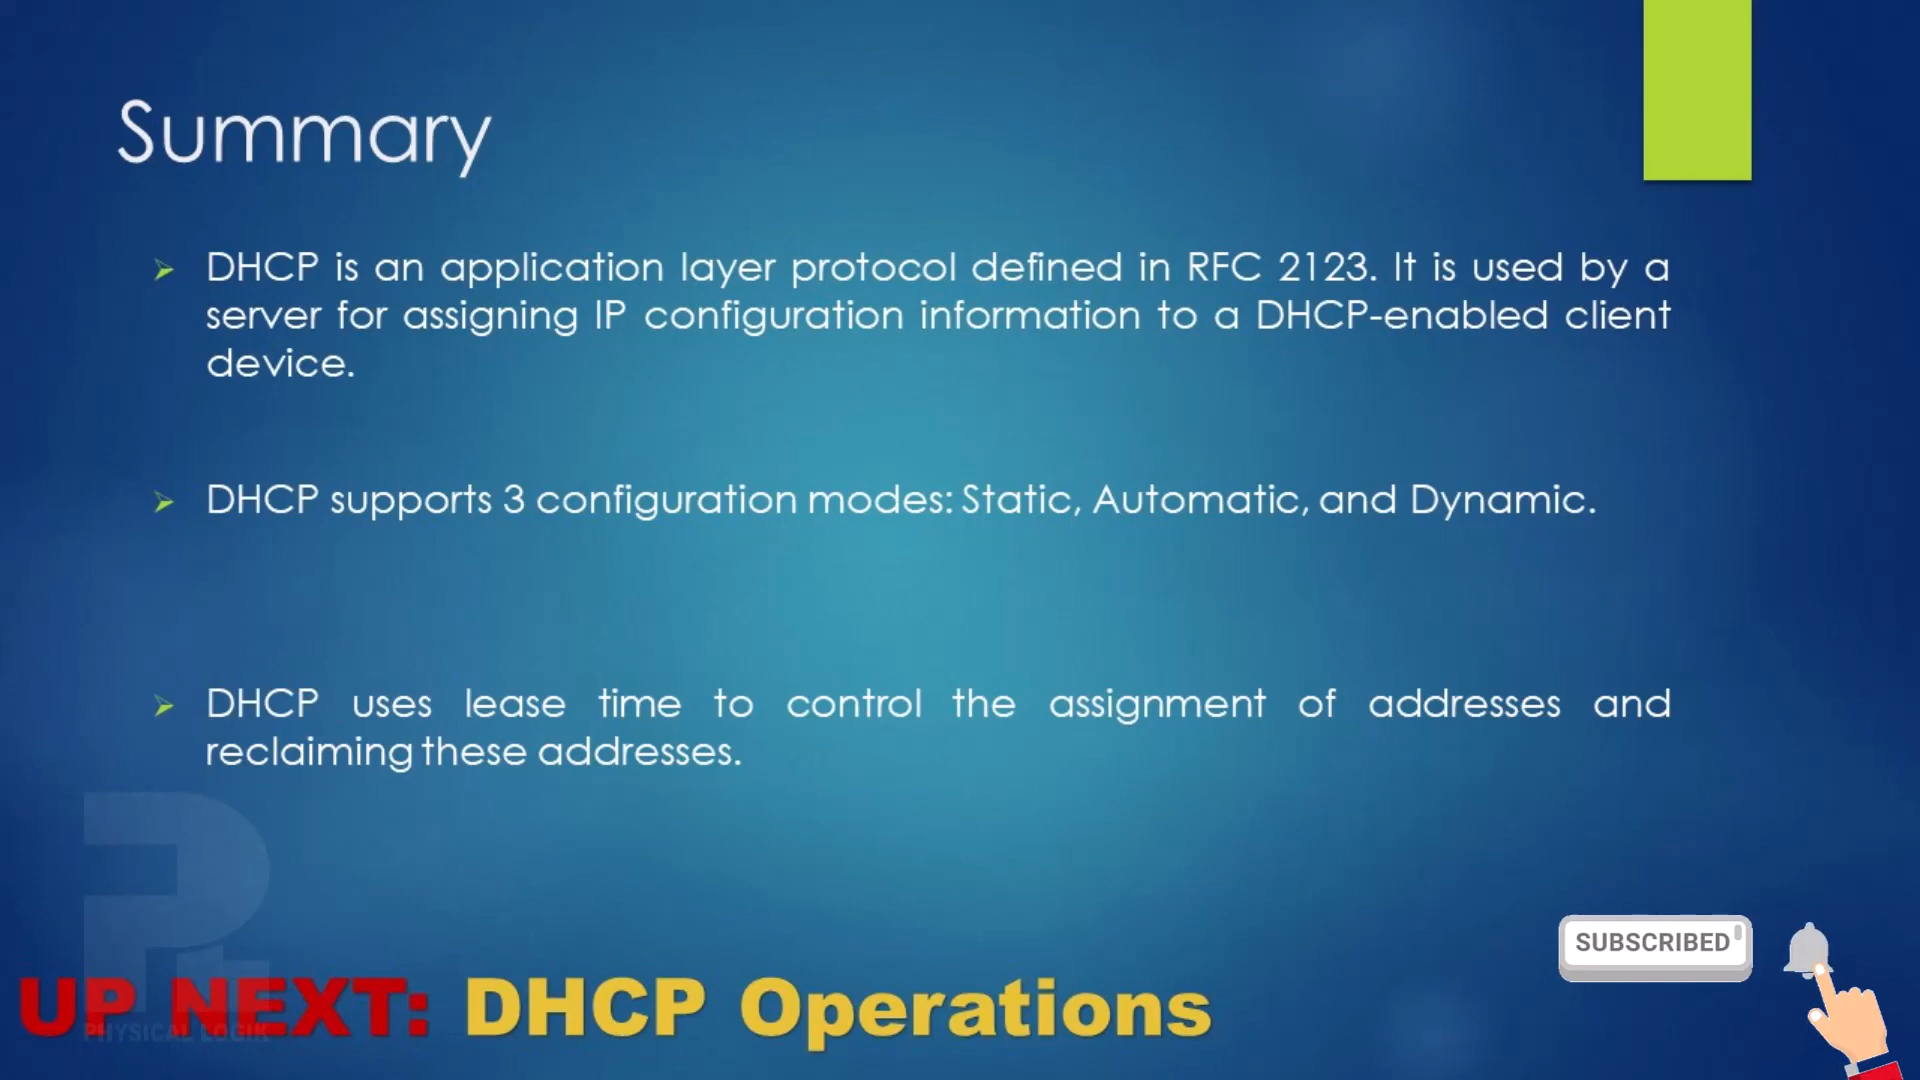 Summary
DHCP is an application layer protocol defined in RFC 2123. It is used by a
server for assigning IP configuration information to a DHCP-enabled client
device.
DHCP supports 3 configuration modes: Static, Automatic, and Dynamic.
DHCP uses lease time to control the assignment of addresses and
reclaiming these addresses.
SUBSCRIBED
UP NEXT: DHCP Operations
PHYSICAL LOGIK